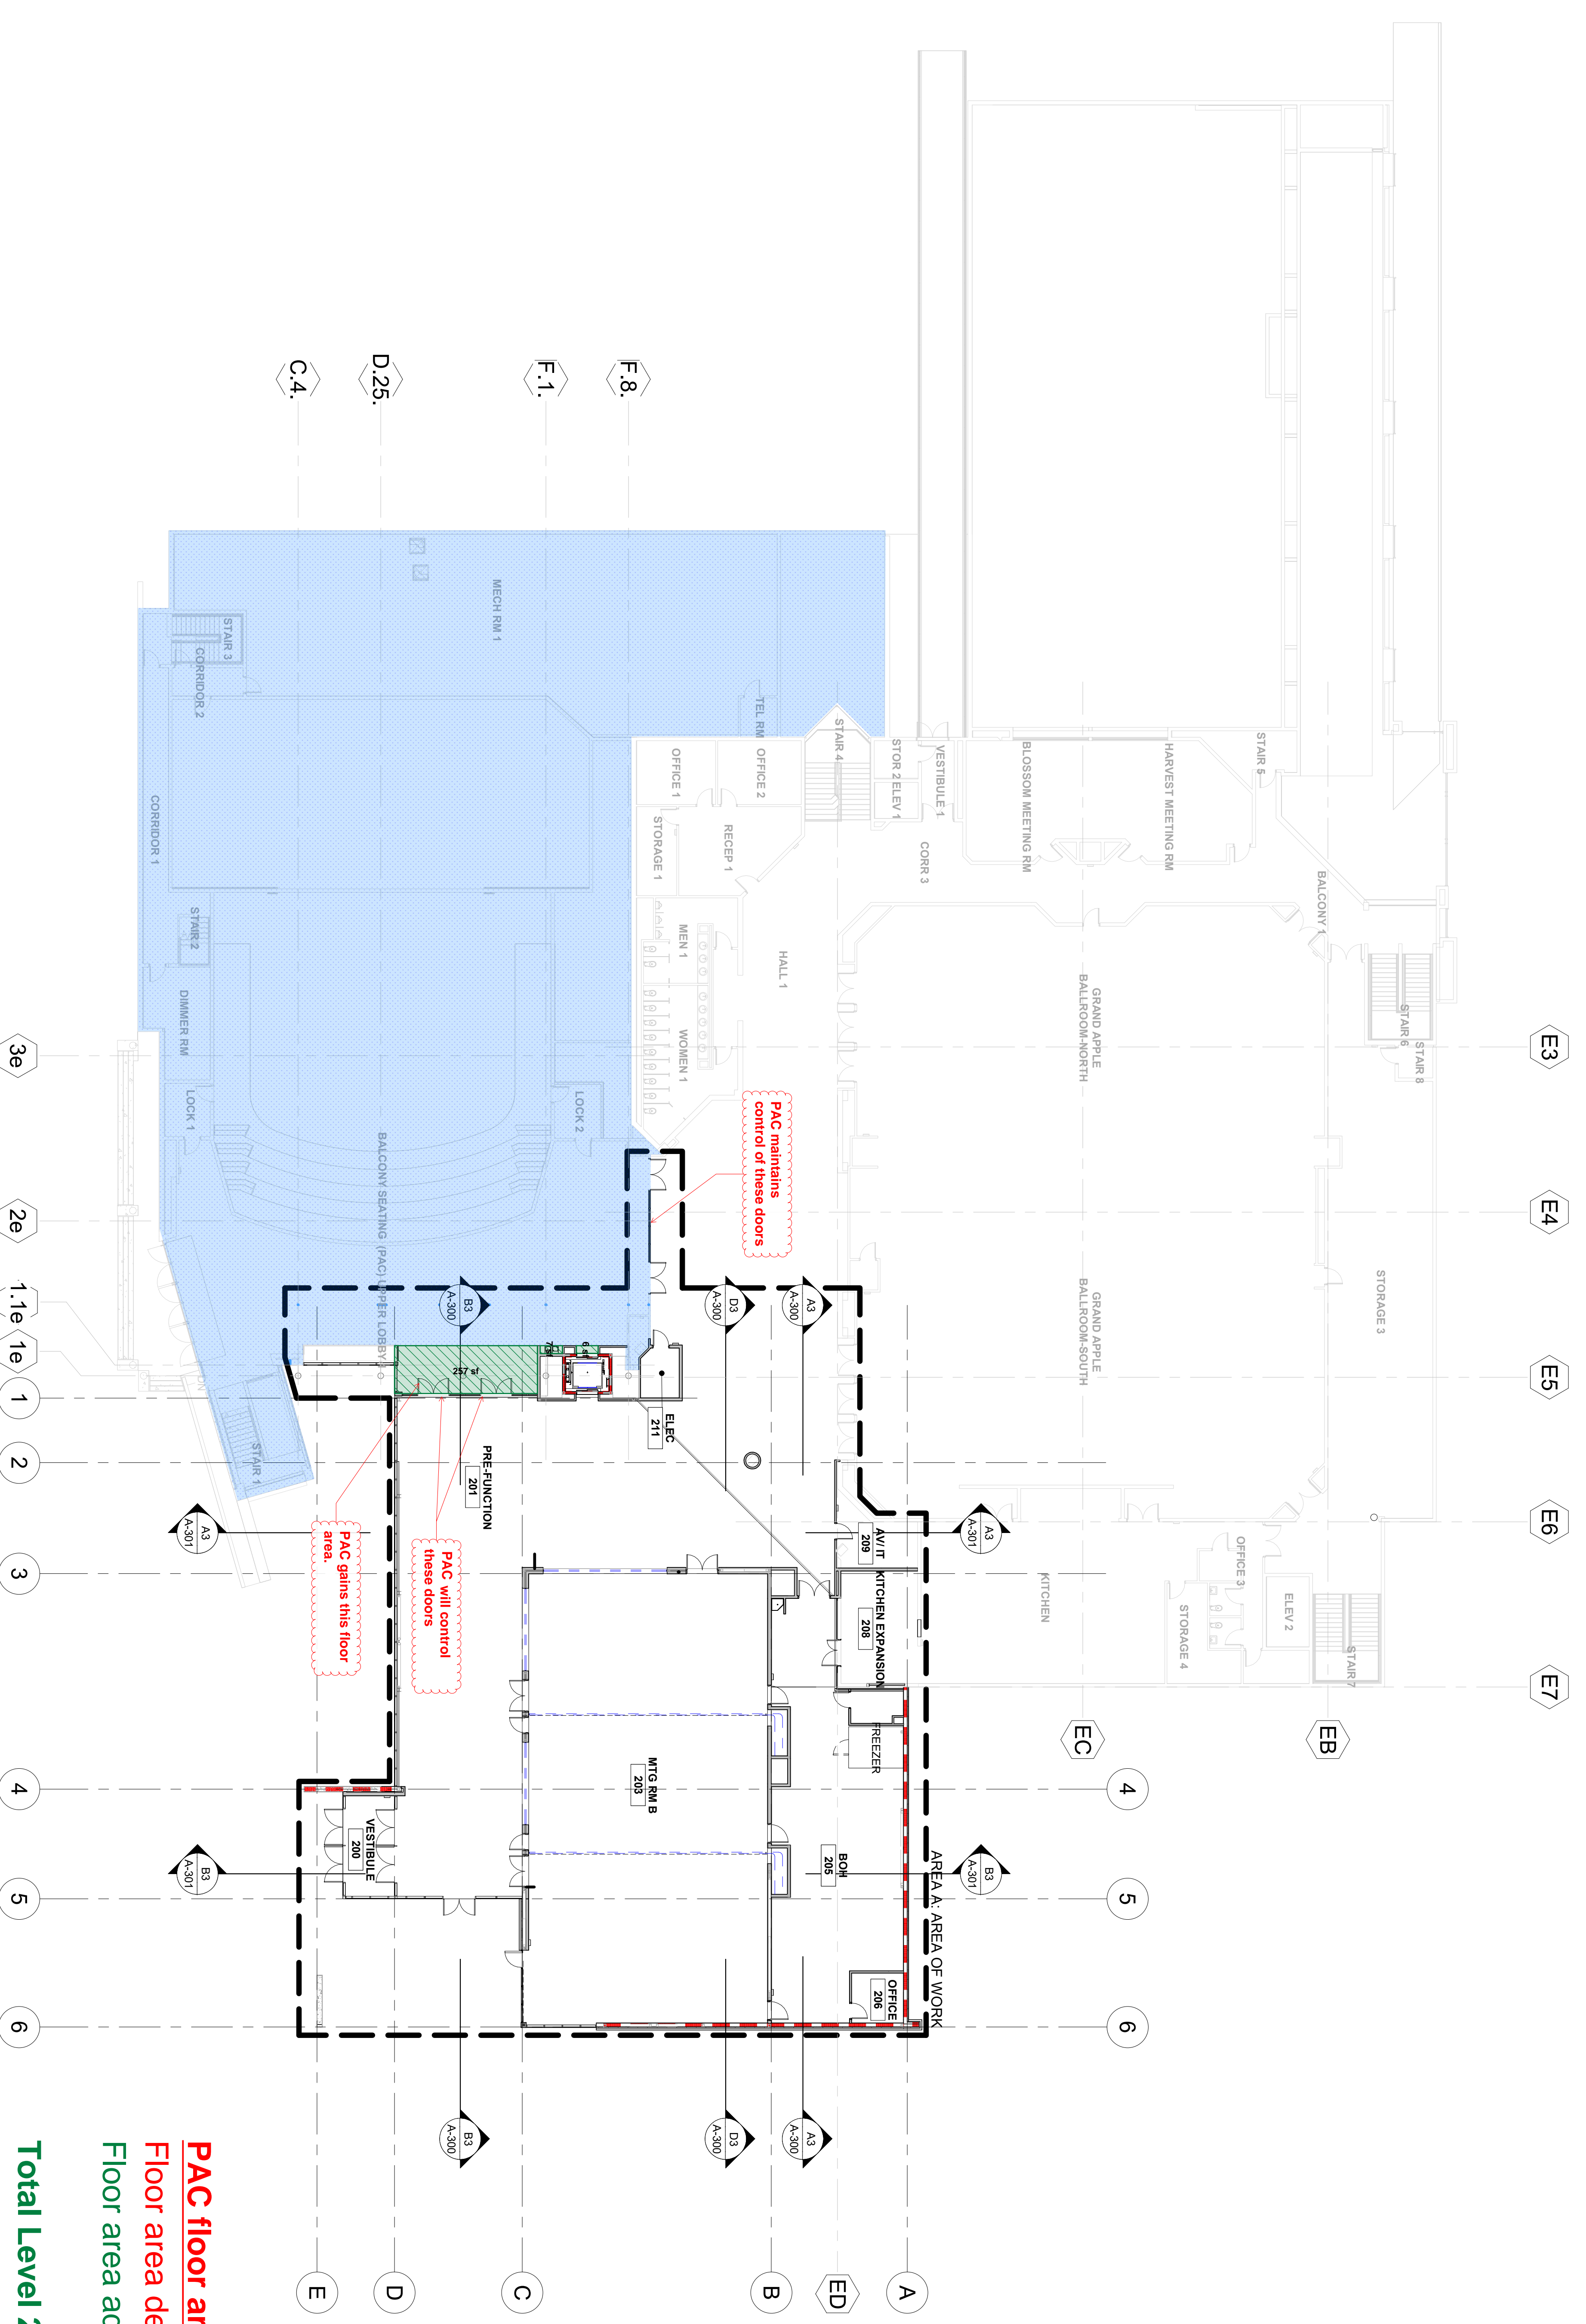 E3
E4
E5
E6
E7
EB
EC
F.8.
F.1.
D.25.
C.4.
STAIR 5
HARVEST MEETING RM
BLOSSOM MEETING RM
BALCONY 1
VESTIBULE 1
STOR 2
ELEV 1
CORR 3
STAIR 4
TEL RM
MECH RM 1
STAIR 3
CORRIDOR 2
CORRIDOR 1
OFFICE 2
OFFICE 1
RECEP 1
STORAGE 1
MEN 1
WOMEN 1
HALL 1
STAIR 2
DIMMER RM
LOCK 1
LOCK 2
BALCONY SEATING
(PAC) UPPER LOBBY
STAIR 1
STAIR 6
STAIR 8
GRAND APPLE
BALLROOM-NORTH
GRAND APPLE
BALLROOM-SOUTH
STORAGE 3
KITCHEN
OFFICE 3
STORAGE 4
ELEV 2
STAIR 7
PAC maintains
control of these doors
PAC will control
these doors
PAC gains this floor
area.
257 sf
ELEC
211
PRE-FUNCTION
201
AV/ IT
209
KITCHEN EXPANSION
208
FREEZER
MTG RM B
203
BOH
205
OFFICE
206
VESTIBULE
200
AREA A: AREA OF WORK
B3
A-300
D3
A-300
A3
A-300
A3
A-301
A3
A-301
B3
A-301
B3
A-301
B3
A-300
D3
A-300
A3
A-300
3e
2e
1.1e
1e
1
2
3
4
5
6
4
5
6
A
ED
B
C
D
E
PAC floor
Floor area
Floor area
Total Level